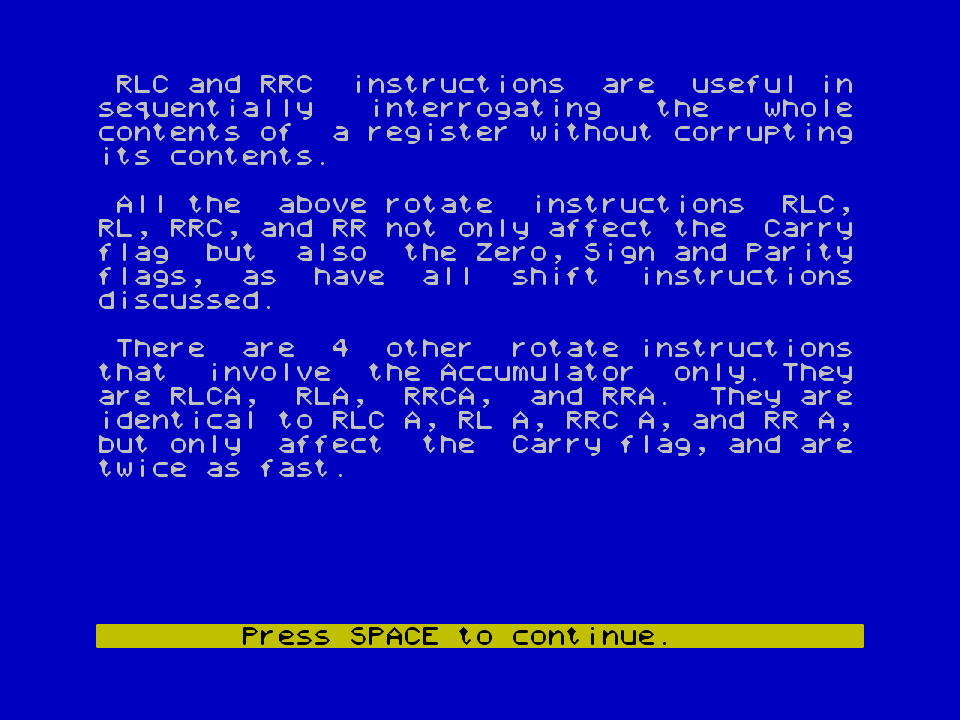 RLC and RRC instructions are useful in
sequentially interrogating the whole
contents of a register without corrupting
its contents.
All the above rotate instructions RLC,
RL, RRC, and RR not only affect the Carry
flag but also the Zero, Sign and Parity
flags, as have all shift instructions
discussed.
There are 4 other rotate instructions
that involve the Accumulator only. They
are RLCA, RLA, RRCA, and RRA. They are
identical to RLC A, RL A, RRC A, and RR A,
but only affect the Carry flag, and are
twice as fast.
Press SPACE to continue.